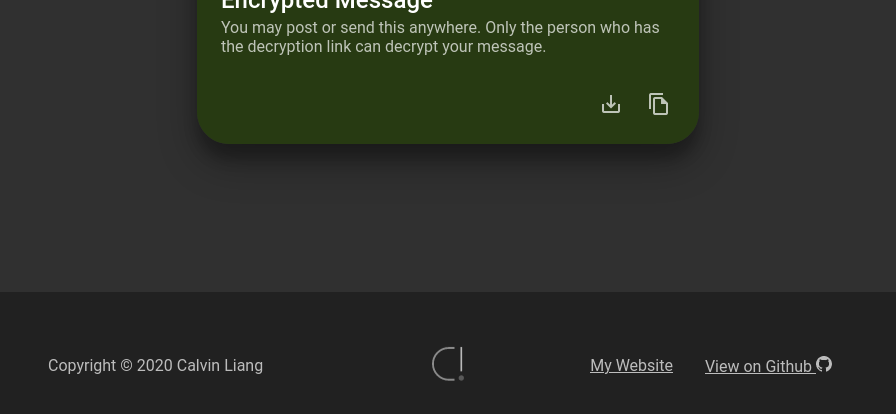 Encrypted Message
You may post or send this anywhere. Only the person who has
the decryption link can decrypt your message.
Copyright © 2020 Calvin Liang
My Website
View on Github